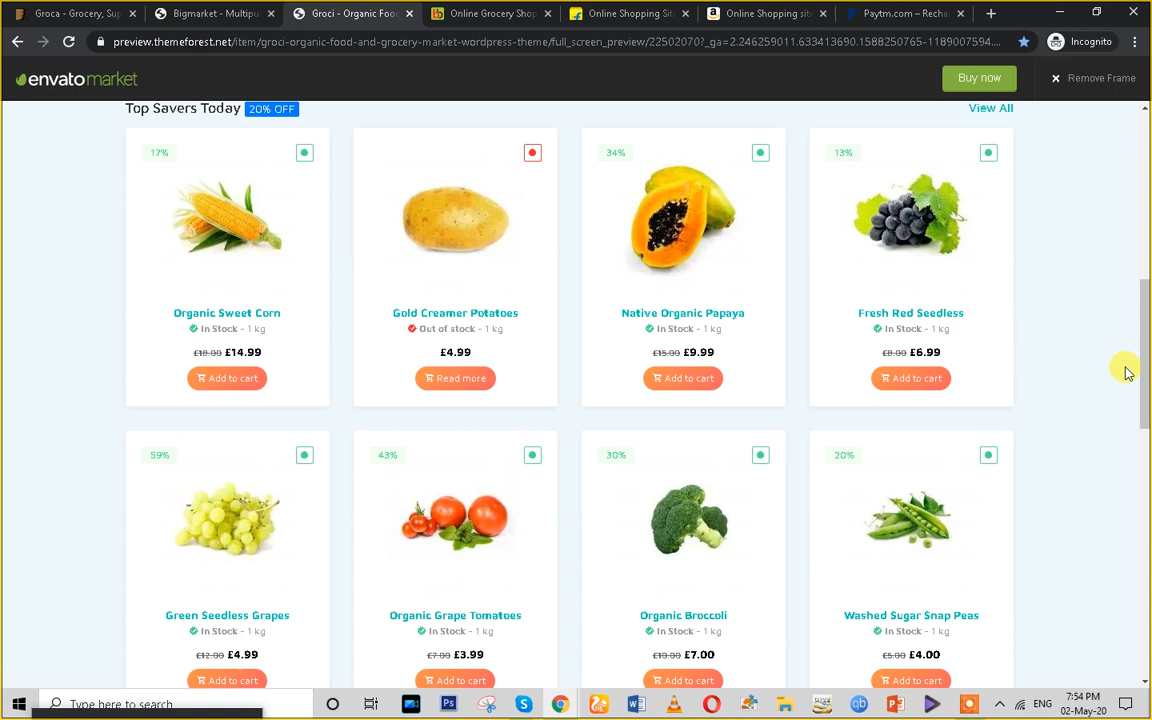 Groca - Grocery, Sup
Bigmarket - Multipu
Groci - Organic Foo
Online Grocery Shop
Online Shopping Sit
Online Shopping sit
Paytm.com – Rechar
preview.themeforest.net/item/groci-organic-food-and-grocery-market-wordpress-theme/full_screen_preview/22502070?_ga=2.246259011.633413690.1588250765-1189007594....
Incognito
envatomarket
Buy now
Remove Frame
Top Savers Today 20% OFF
View All
17%
34%
13%
Organic Sweet Corn
Gold Creamer Potatoes
Native Organic Papaya
Fresh Red Seedless
In Stock - 1 kg
Out of stock - 1 kg
In Stock - 1 kg
In Stock - 1 kg
£18.00 £14.99
£4.99
£15.00 £9.99
£8.00 £6.99
Add to cart
Read more
Add to cart
Add to cart
59%
43%
30%
20%
Green Seedless Grapes
Organic Grape Tomatoes
Organic Broccoli
Washed Sugar Snap Peas
In Stock - 1 kg
In Stock - 1 kg
In Stock - 1 kg
In Stock - 1 kg
£12.00 £4.99
£7.00 £3.99
£10.00 £7.00
£5.00 £4.00
Add to cart
Add to cart
Add to cart
Add to cart
Type here to search
ENG
7:54 PM
02-May-20